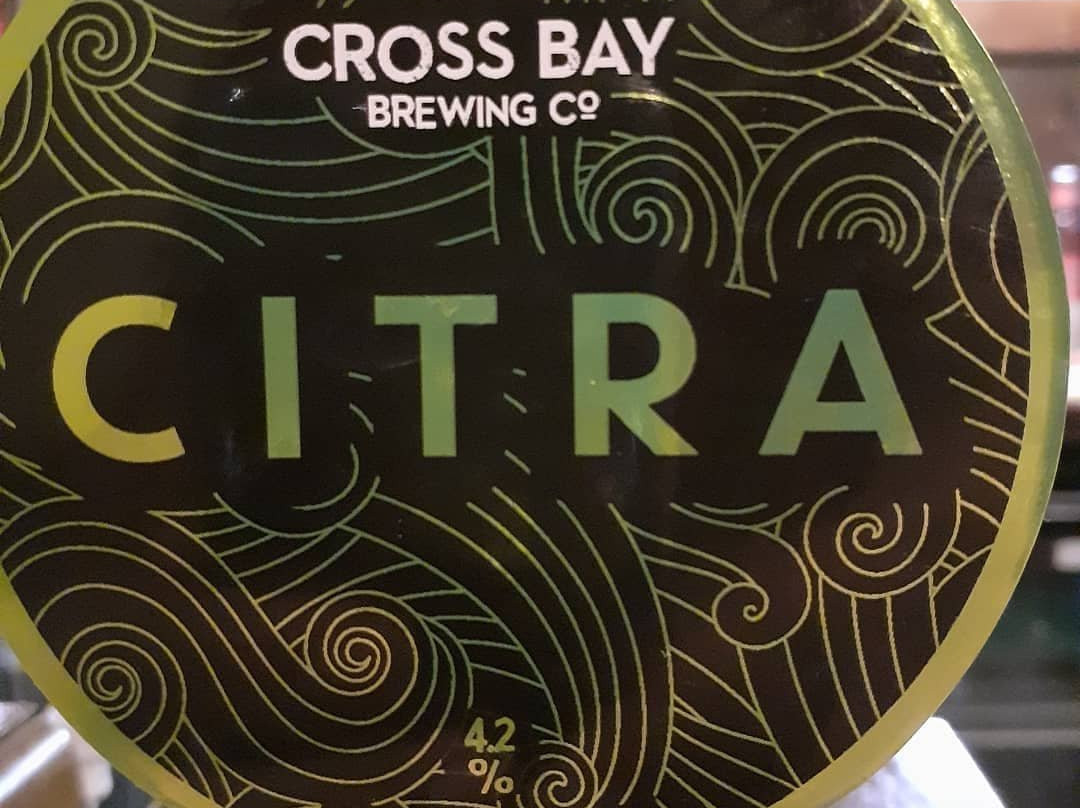 CROSS BAY
BREWING Cº
CITRA
4.2
%